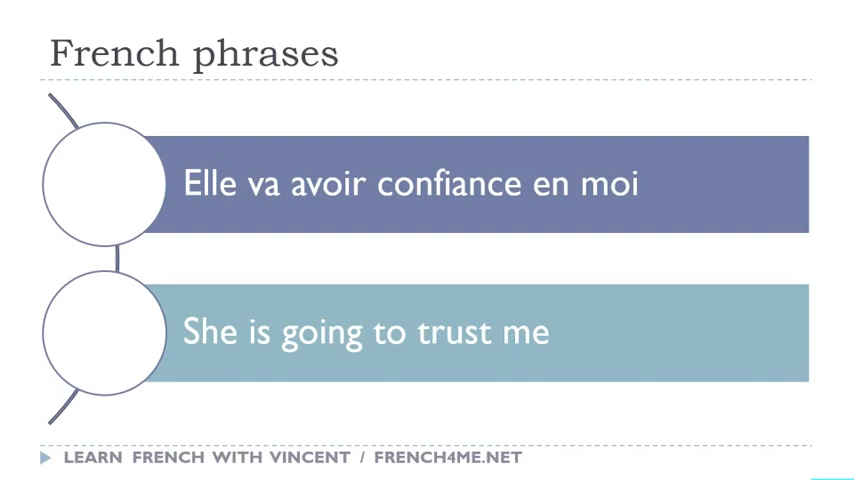 French phrases
Elle va avoir confiance en moi
She is going to trust me
LEARN FRENCH WITH VINCENT / FRENCH4ME.NET